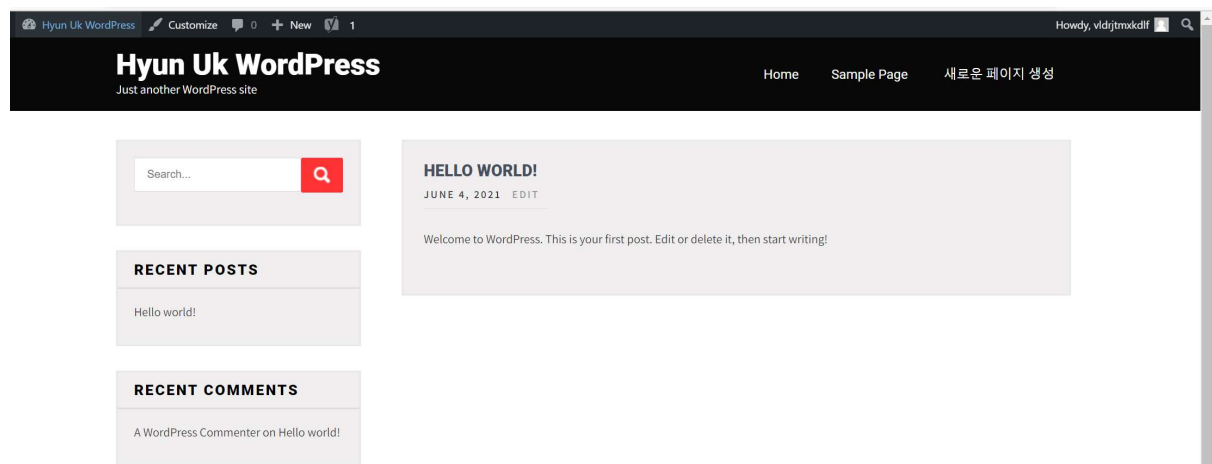 Hyun Uk WordPress Customize 0 + New 1 Howdy, vldrjtmxkdlf
Hyun Uk WordPress
Just another WordPress site
Home Sample Page 새로운 페이지 생성
Search...
RECENT POSTS
Hello world!
RECENT COMMENTS
A WordPress Commenter on Hello world!
HELLO WORLD!
JUNE 4, 2021 EDIT
Welcome to WordPress. This is your first post. Edit or delete it, then start writing!